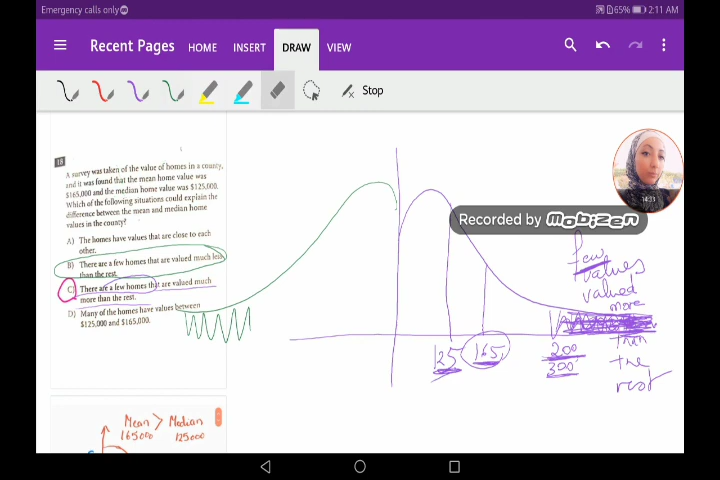 Emergency calls only
65% 2:11 AM
Recent Pages HOME INSERT DRAW VIEW
Stop
18
A survey was taken of the value of homes in a county,
and it was found that the mean home value was
$165,000 and the median home value was $125,000.
Which of the following situations could explain the
difference between the mean and median home
values in the county?
A) The homes have values that are close to each
other.
B) There are a few homes that are valued much less
than the rest.
C) There are a few homes that are valued much
more than the rest.
D) Many of the homes have values between
$125,000 and $165,000.
Mean > Median
165000 125000
14:33
Recorded by Mobizen
125
165
200
300
few
values
valued
more
than
the
rest